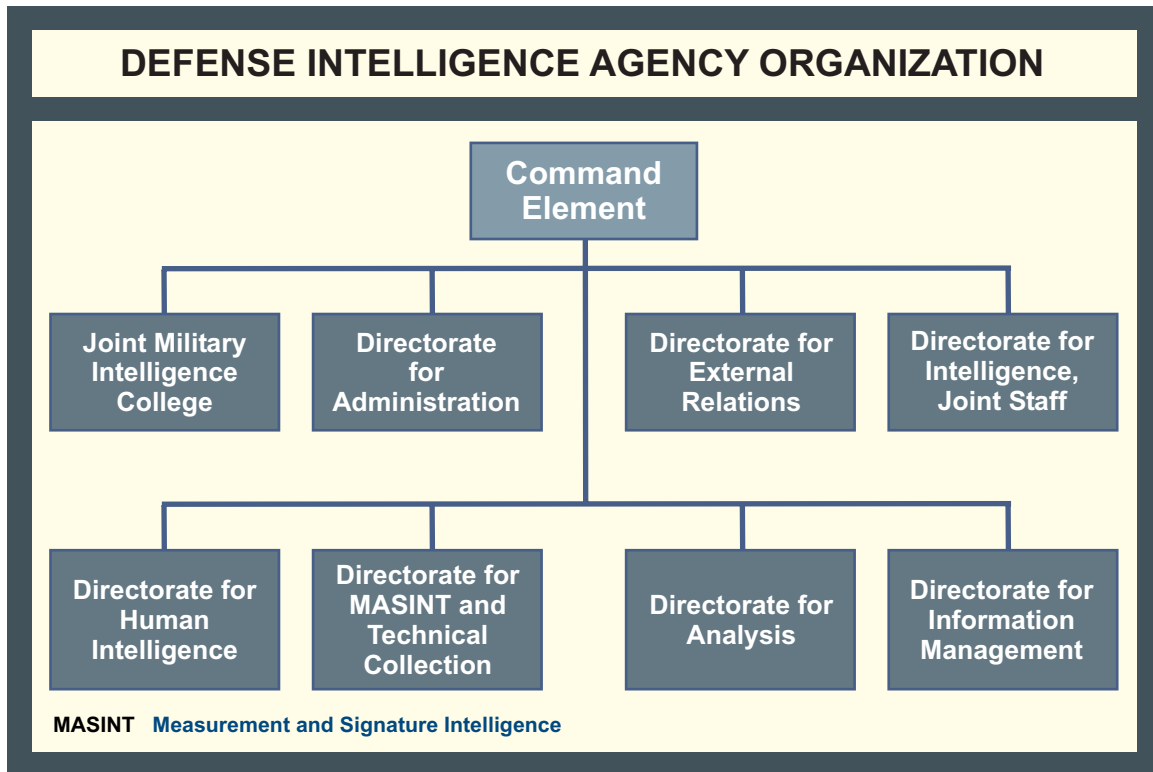 DEFENSE INTELLIGENCE AGENCY ORGANIZATION
Command
Element
Joint Military
Intelligence
College
Directorate
for
Administration
Directorate for
External
Relations
Directorate for
Intelligence,
Joint Staff
Directorate for
Human
Intelligence
Directorate for
MASINT and
Technical
Collection
Directorate for
Analysis
Directorate for
Information
Management
MASINT Measurement and Signature Intelligence